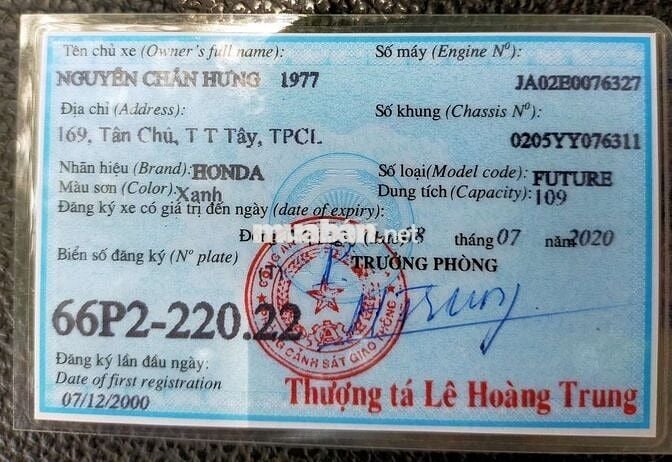 Tên chủ xe (Owner's full name): Số máy (Engine Nº):
NGUYỄN CHẤN HƯNG 1977 JA02E0076327
Địa chỉ (Address): Số khung (Chassis Nº):
169, Tân Chủ, T T Tây, TPCL 0205YY076311
Nhãn hiệu (Brand): HONDA Số loại(Model code): FUTURE
Màu sơn (Color): Xanh Dung tích (Capacity): 109
Đăng ký xe có giá trị đến ngày (date of expiry):
muaban.net
tháng 07 năm 2020
Biển số đăng ký (Nº plate) TRƯỞNG PHÒNG
66P2-220.22
CẢNH SÁT GIAO THÔNG
Đăng ký lần đầu ngày:
Date of first registration
07/12/2000
Thượng tá Lê Hoàng Trung